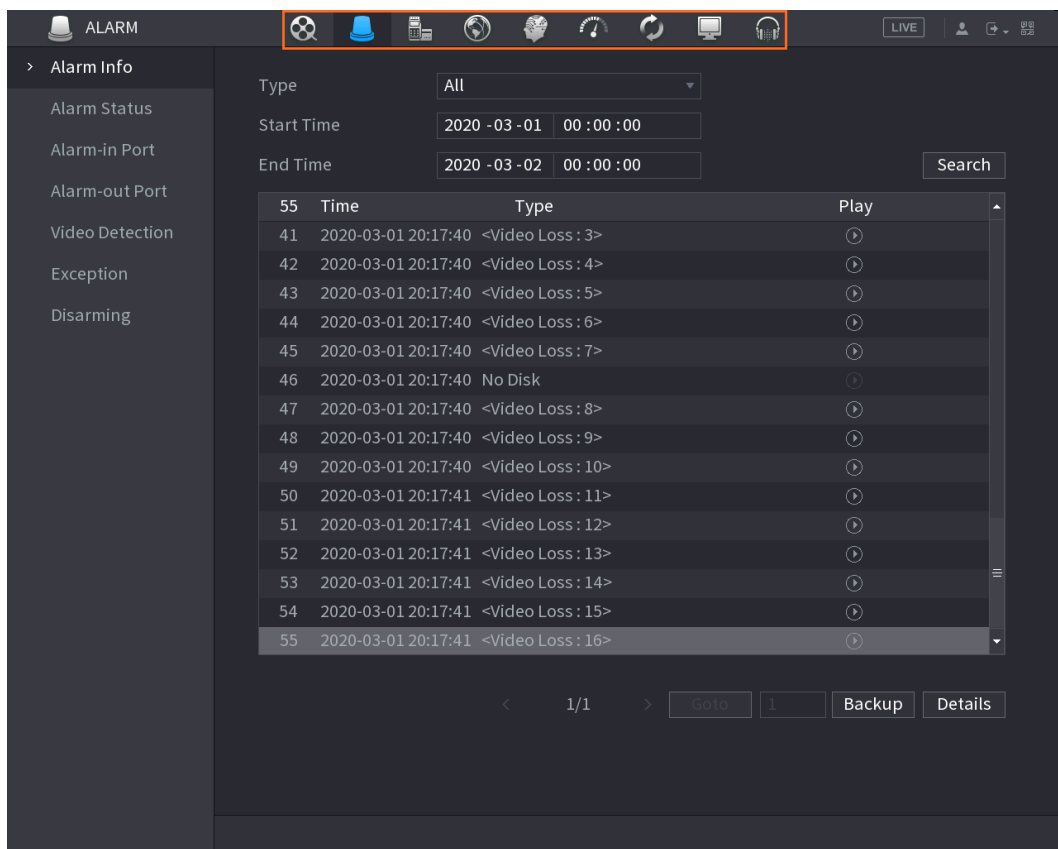 ALARM LIVE
> Alarm Info
Alarm Status
Alarm-in Port
Alarm-out Port
Video Detection
Exception
Disarming
Type All
Start Time 2020 -03 -01 00 : 00 : 00
End Time 2020 -03 -02 00 : 00 : 00 Search
55 Time Type Play
41 2020-03-01 20:17:40 <Video Loss : 3>
42 2020-03-01 20:17:40 <Video Loss : 4>
43 2020-03-01 20:17:40 <Video Loss : 5>
44 2020-03-01 20:17:40 <Video Loss : 6>
45 2020-03-01 20:17:40 <Video Loss : 7>
46 2020-03-01 20:17:40 No Disk
47 2020-03-01 20:17:40 <Video Loss : 8>
48 2020-03-01 20:17:40 <Video Loss : 9>
49 2020-03-01 20:17:40 <Video Loss : 10>
50 2020-03-01 20:17:41 <Video Loss : 11>
51 2020-03-01 20:17:41 <Video Loss : 12>
52 2020-03-01 20:17:41 <Video Loss : 13>
53 2020-03-01 20:17:41 <Video Loss : 14>
54 2020-03-01 20:17:41 <Video Loss : 15>
55 2020-03-01 20:17:41 <Video Loss : 16>
< 1/1 > Goto 1 Backup Details